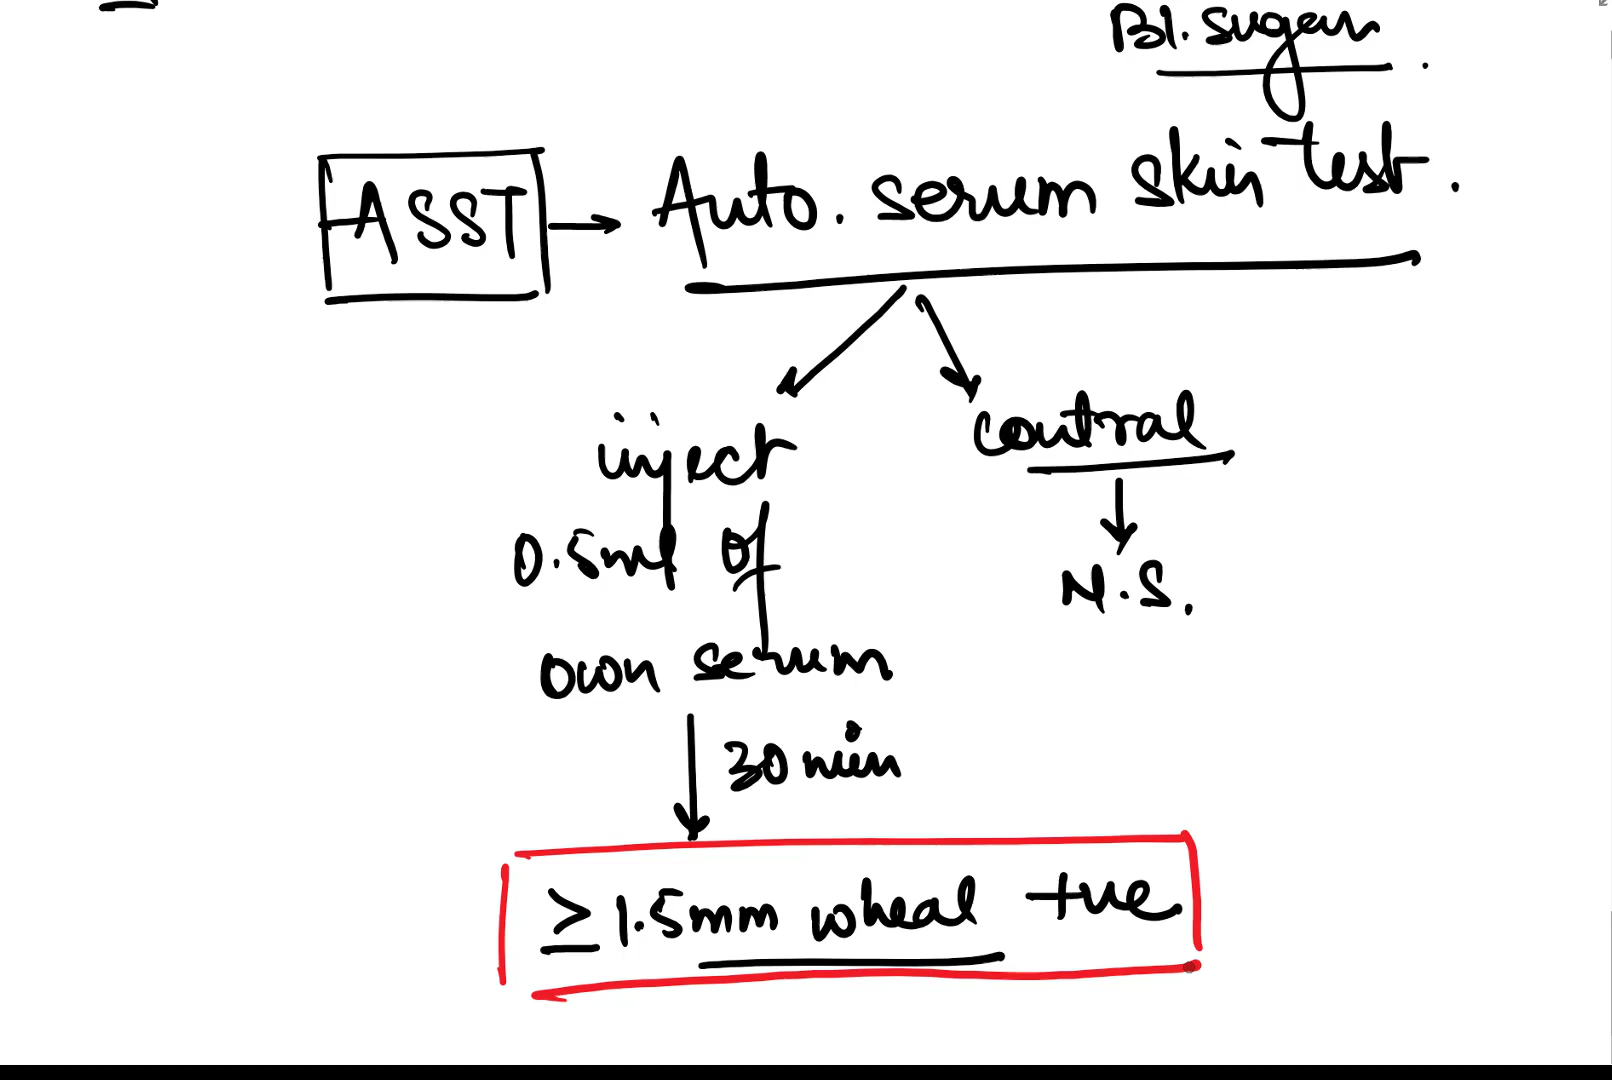 Bl. sugar
ASST → Auto. serum skin test.
inject
0.5ml of
own serum
control
N.S.
30 min
≥ 1.5mm wheal +ve